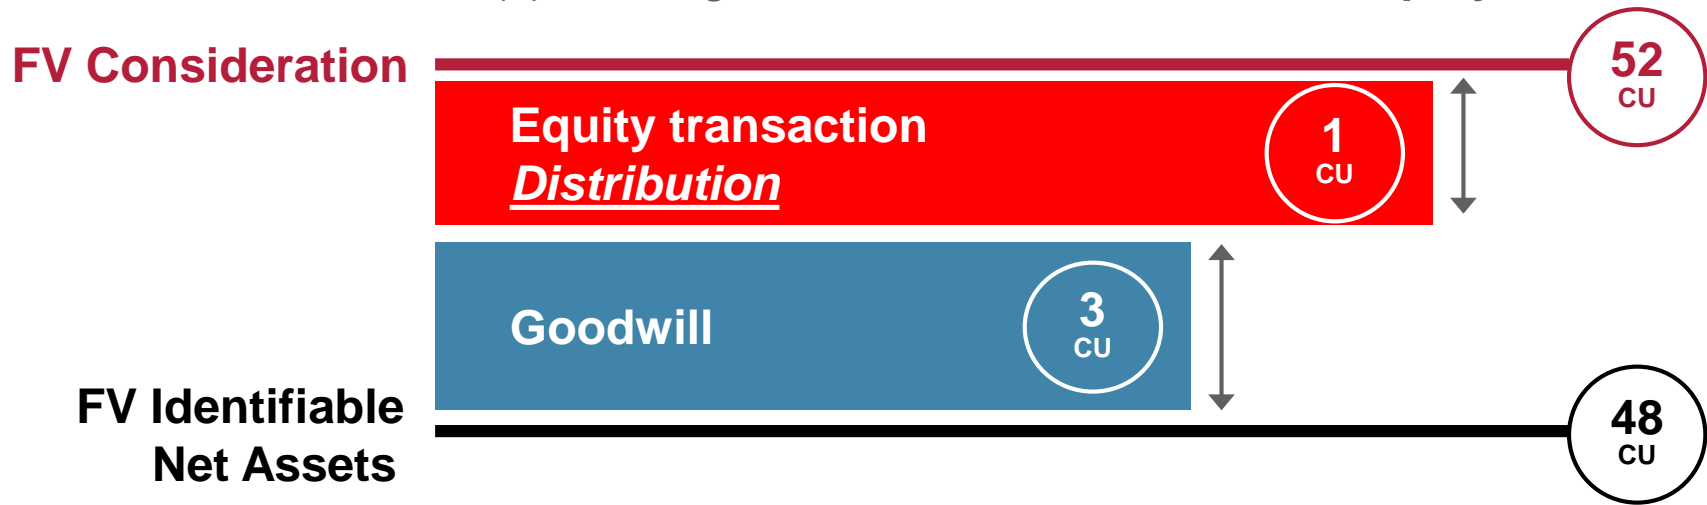 FV Consideration
52
CU
Equity transaction
Distribution
1
CU
Goodwill
3
CU
FV Identifiable
Net Assets
48
CU